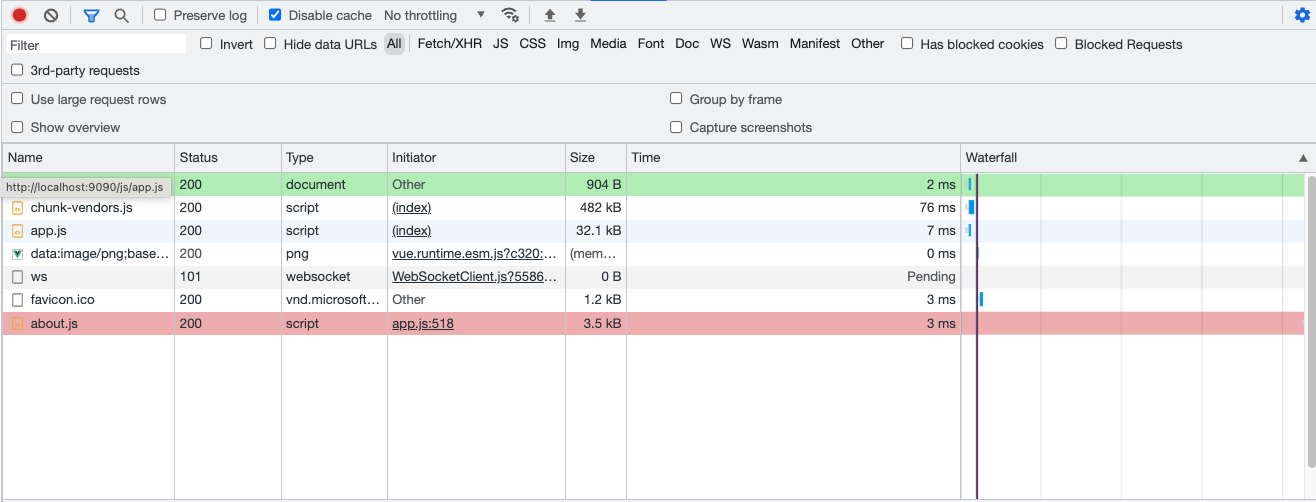 Preserve log Disable cache No throttling
Filter Invert Hide data URLs All Fetch/XHR JS CSS Img Media Font Doc WS Wasm Manifest Other Has blocked cookies Blocked Requests
3rd-party requests
Use large request rows Group by frame
Show overview Capture screenshots
Name Status Type Initiator Size Time Waterfall
http://localhost:9090/js/app.js 200 document Other 904 B 2 ms
chunk-vendors.js 200 script (index) 482 kB 76 ms
app.js 200 script (index) 32.1 kB 7 ms
data:image/png;base... 200 png vue.runtime.esm.js?c320:... (mem... 0 ms
ws 101 websocket WebSocketClient.js?5586... 0 B Pending
favicon.ico 200 vnd.microsoft... Other 1.2 kB 3 ms
about.js 200 script app.js:518 3.5 kB 3 ms